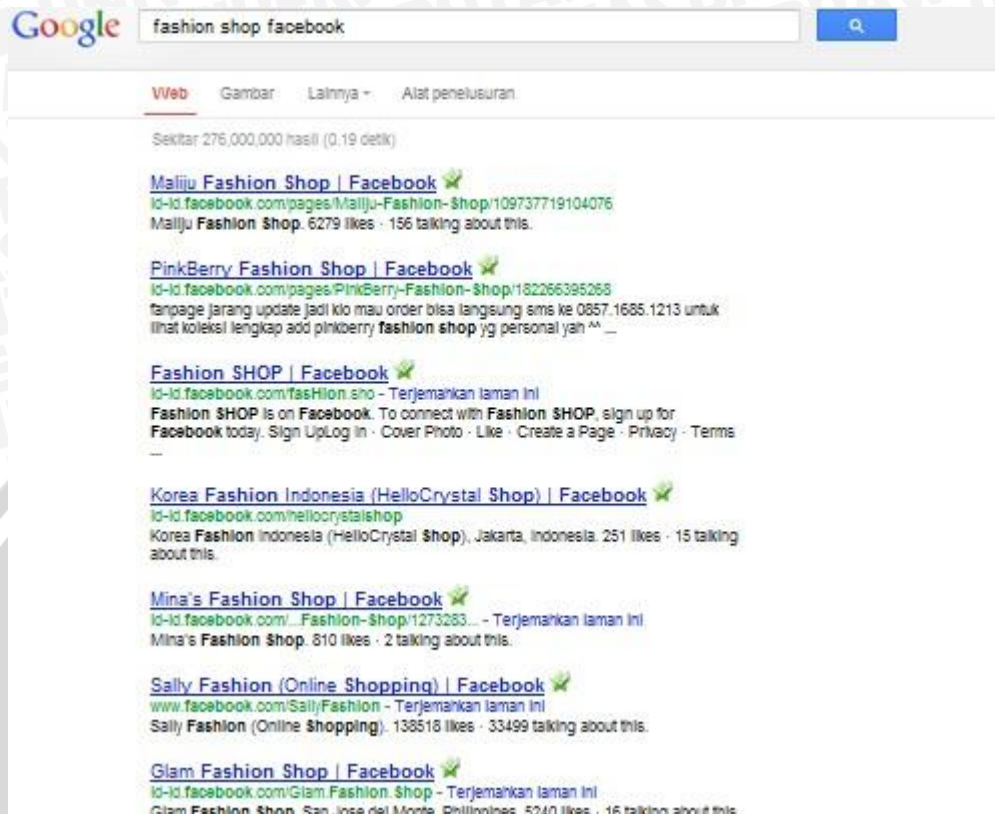 Google fashion shop facebook
Web Gambar Lainnya Alat penelusuran
Sekitar 276,000,000 hasil (0.19 detik)
Maliju Fashion Shop | Facebook
id-id.facebook.com/pages/Maliju-Fashion-Shop/109737719104076
Maliju Fashion Shop. 6279 likes · 156 talking about this.
PinkBerry Fashion Shop | Facebook
id-id.facebook.com/pages/PinkBerry-Fashion-Shop/182266395268
fanpage jarang update jadi klo mau order bisa langsung sms ke 0857.1685.1213 untuk
lihat koleksi lengkap add pinkberry fashion shop yg personal yah ^^ ...
Fashion SHOP | Facebook
id-id.facebook.com/fasHion.sho - Terjemahkan laman ini
Fashion SHOP is on Facebook. To connect with Fashion SHOP, sign up for
Facebook today. Sign UpLog In · Cover Photo · Like · Create a Page · Privacy · Terms
...
Korea Fashion Indonesia (HelloCrystal Shop) | Facebook
id-id.facebook.com/hellocrystalshop
Korea Fashion Indonesia (HelloCrystal Shop), Jakarta, Indonesia. 251 likes · 15 talking
about this.
Mina's Fashion Shop | Facebook
id-id.facebook.com/...Fashion-Shop/1273283... - Terjemahkan laman ini
Mina's Fashion Shop. 810 likes · 2 talking about this.
Sally Fashion (Online Shopping) | Facebook
www.facebook.com/SallyFashion - Terjemahkan laman ini
Sally Fashion (Online Shopping). 138518 likes · 33499 talking about this.
Glam Fashion Shop | Facebook
id-id.facebook.com/Glam.Fashion.Shop - Terjemahkan laman ini
Glam Fashion Shop, San Jose del Monte, Philippines. 5240 likes · 16 talking about this.